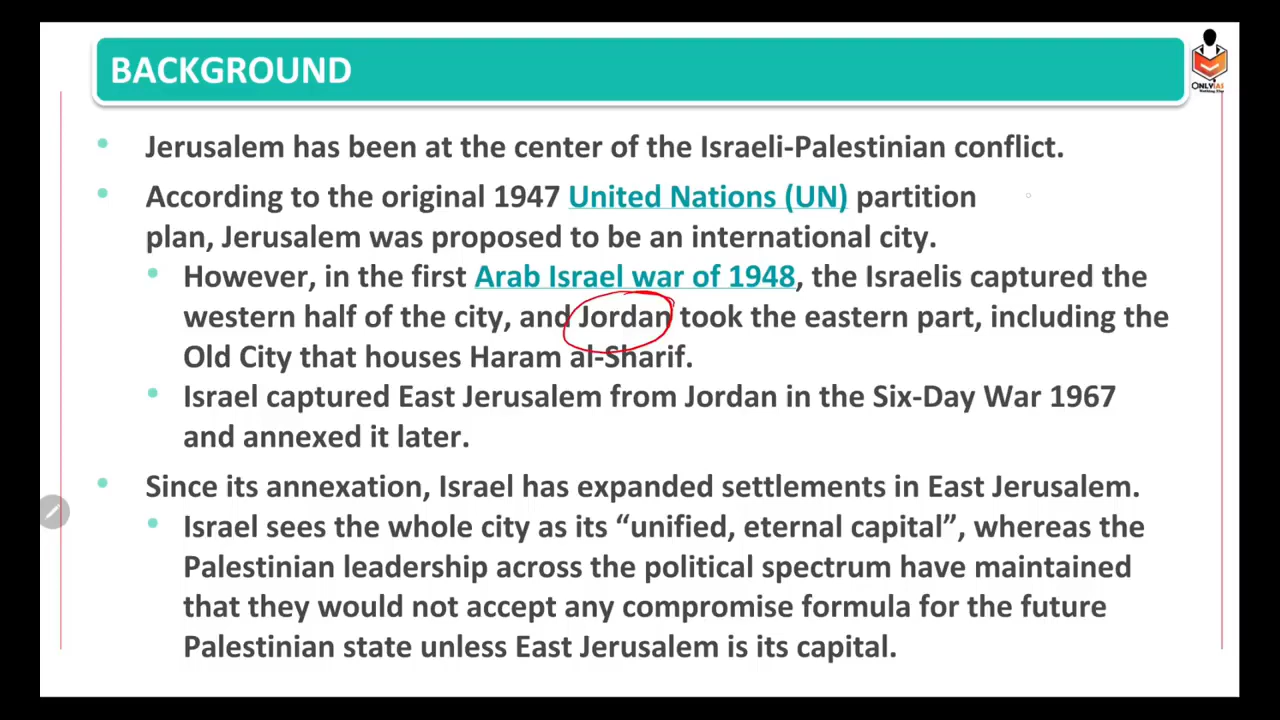 BACKGROUND
ONLYIAS
Jerusalem has been at the center of the Israeli-Palestinian conflict.
According to the original 1947 United Nations (UN) partition
plan, Jerusalem was proposed to be an international city.
However, in the first Arab Israel war of 1948, the Israelis captured the
western half of the city, and Jordan took the eastern part, including the
Old City that houses Haram al-Sharif.
Israel captured East Jerusalem from Jordan in the Six-Day War 1967
and annexed it later.
Since its annexation, Israel has expanded settlements in East Jerusalem.
Israel sees the whole city as its “unified, eternal capital”, whereas the
Palestinian leadership across the political spectrum have maintained
that they would not accept any compromise formula for the future
Palestinian state unless East Jerusalem is its capital.